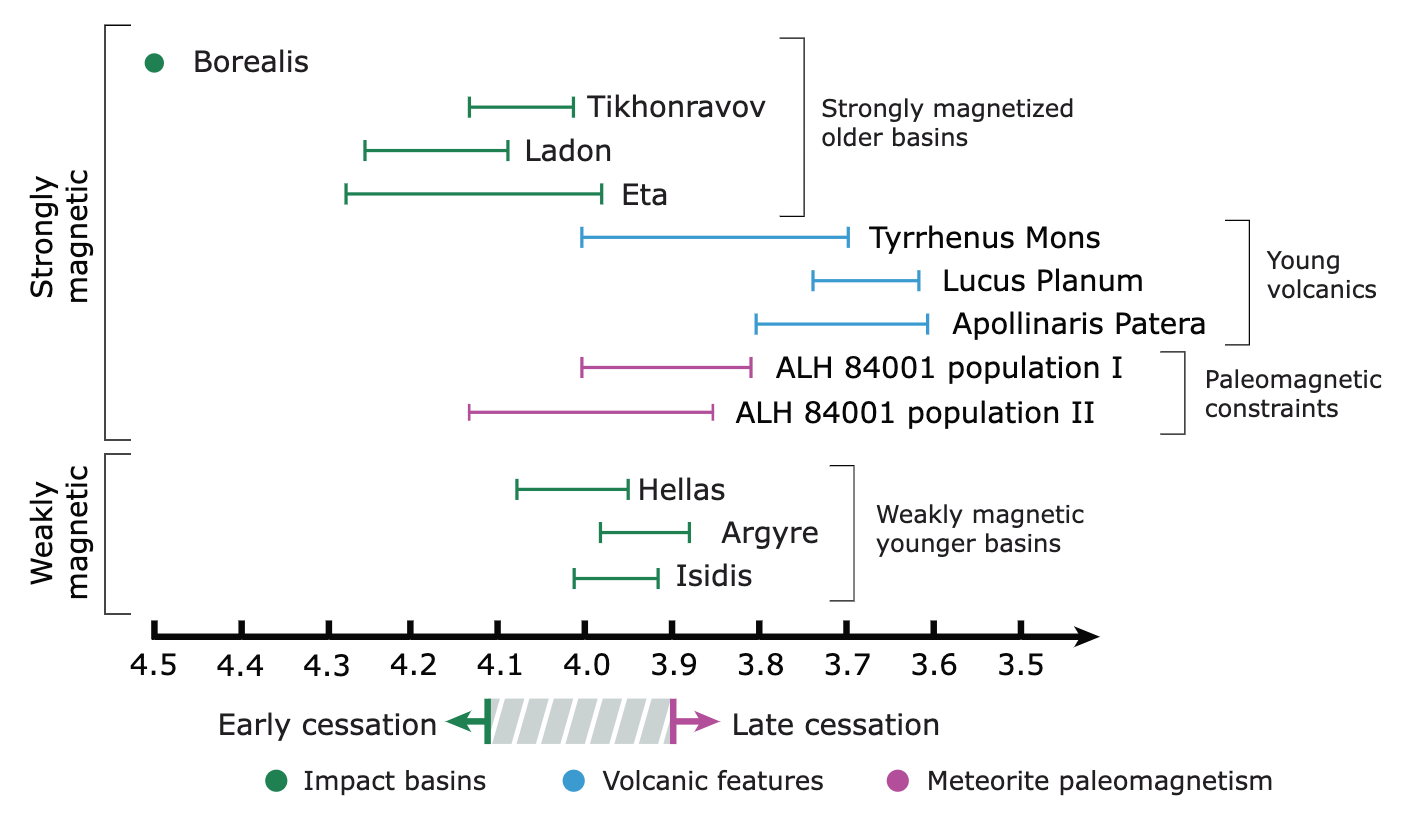 Borealis
Tikhonravov
Ladon
Eta
Strongly magnetized
older basins
Tyrrhenus Mons
Lucus Planum
Apollinaris Patera
Young
volcanics
ALH 84001 population I
ALH 84001 population II
Paleomagnetic
constraints
Strongly
magnetic
Hellas
Argyre
Isidis
Weakly magnetic
younger basins
Weakly
magnetic
4.5 4.4 4.3 4.2 4.1 4.0 3.9 3.8 3.7 3.6 3.5
Early cessation Late cessation
Impact basins Volcanic features Meteorite paleomagnetism